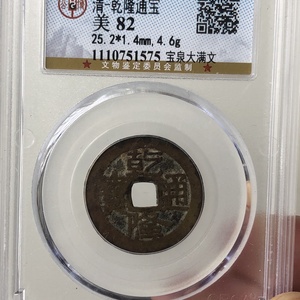 清·乾隆通宝
美 82
25.2*1.4mm, 4.6g
1110751575 宝泉大满文
文物鉴定委员会监制
乾隆通